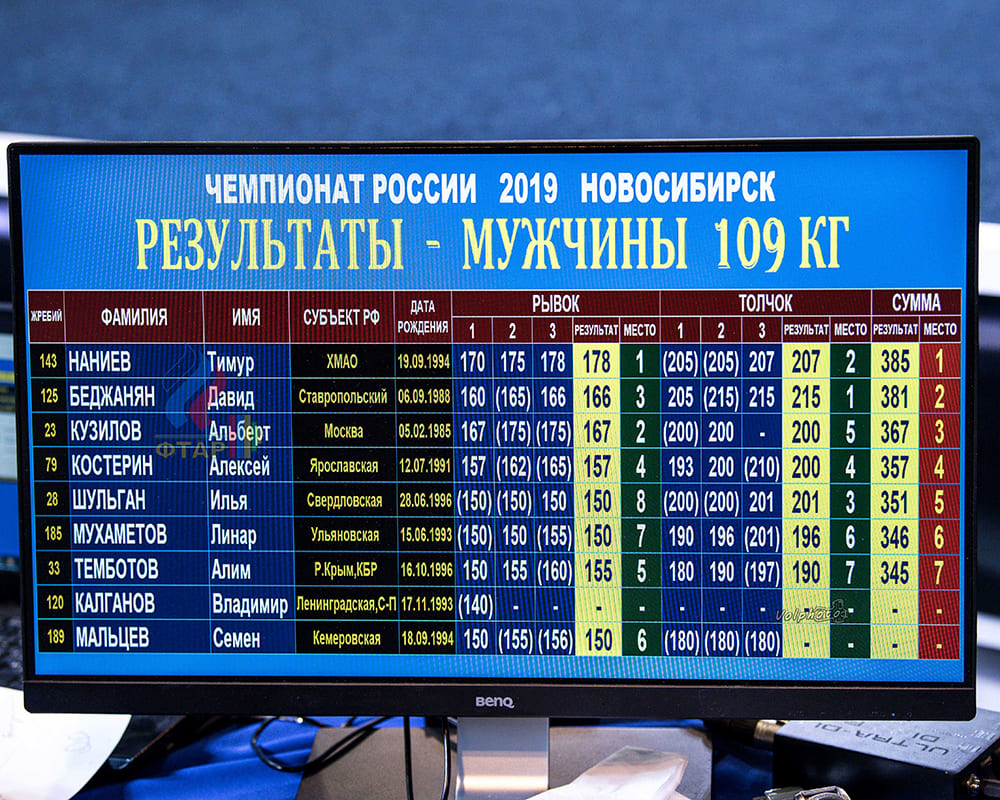 ЧЕМПИОНАТ РОССИИ 2019 НОВОСИБИРСК
РЕЗУЛЬТАТЫ - МУЖЧИНЫ 109 КГ
ЖРЕБИЙ ФАМИЛИЯ ИМЯ СУБЪЕКТ РФ ДАТА РОЖДЕНИЯ РЫВОК ТОЛЧОК СУММА
1 2 3 РЕЗУЛЬТАТ МЕСТО 1 2 3 РЕЗУЛЬТАТ МЕСТО РЕЗУЛЬТАТ МЕСТО
143 НАНИЕВ Тимур ХМАО 19.09.1994 170 175 178 178 1 (205) (205) 207 207 2 385 1
125 БЕДЖАНЯН Давид Ставропольский 06.09.1988 160 (165) 166 166 3 205 (215) 215 215 1 381 2
23 КУЗИЛОВ Альберт Москва 05.02.1985 167 (175) (175) 167 2 (200) 200 - 200 5 367 3
ФТАР
79 КОСТЕРИН Алексей Ярославская 12.07.1991 157 (162) (165) 157 4 193 200 (210) 200 4 357 4
28 ШУЛЬГАН Илья Свердловская 28.06.1996 (150) (150) 150 150 8 (200) (200) 201 201 3 351 5
185 МУХАМЕТОВ Линар Ульяновская 15.06.1993 (150) 150 (155) 150 7 190 196 (201) 196 6 346 6
33 ТЕМБОТОВ Алим Р.Крым,КБР 16.10.1996 150 155 (160) 155 5 180 190 (197) 190 7 345 7
120 КАЛГАНОВ Владимир Ленинградская,С-П 17.11.1993 (140) - - - - - - - - - - -
189 МАЛЬЦЕВ Семен Кемеровская 18.09.1994 150 (155) (156) 150 6 (180) (180) (180) - - - -
BenQ
ULTRA-DI